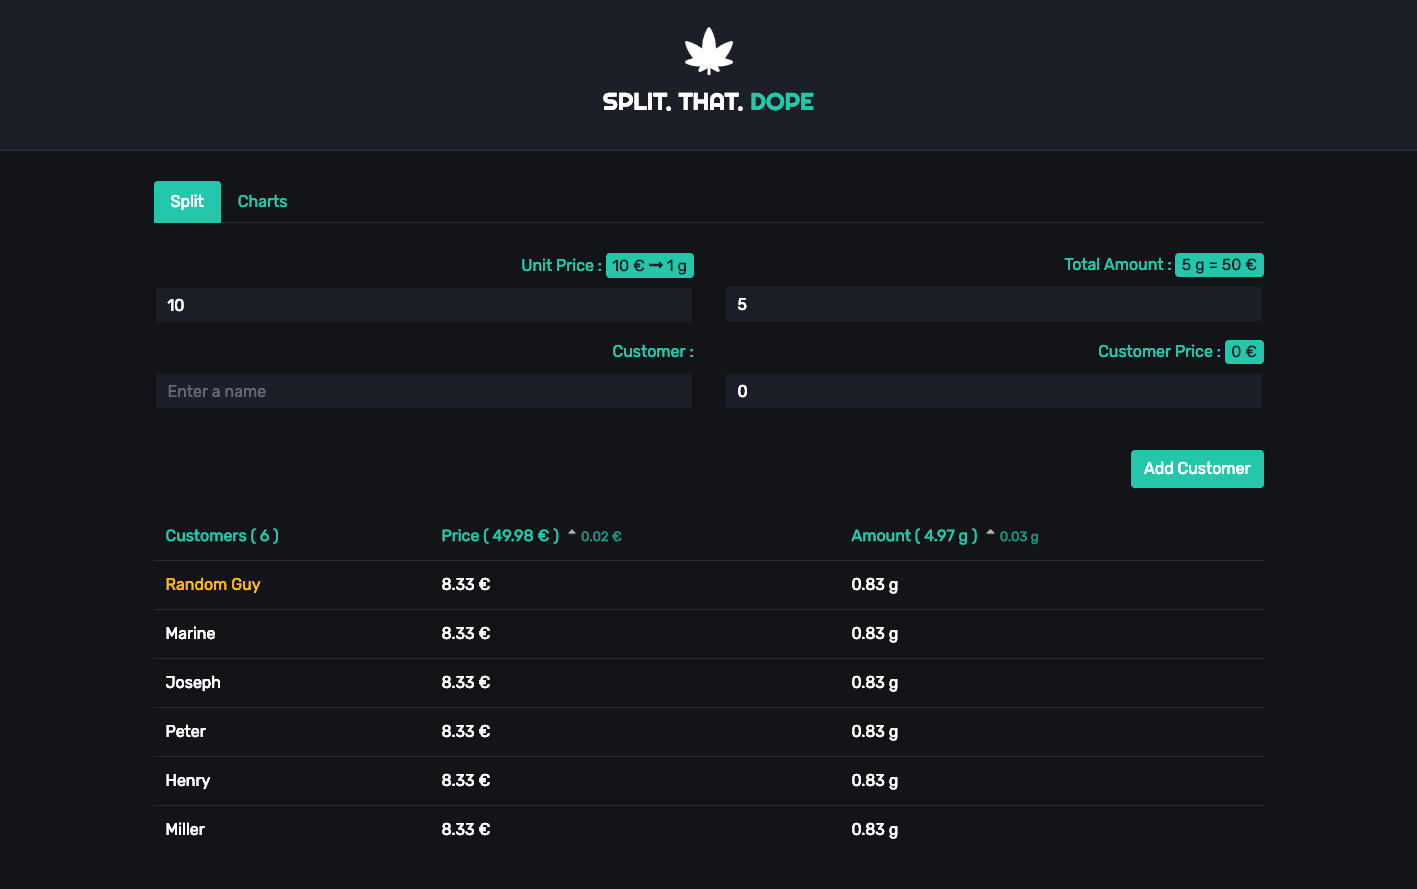 SPLIT. THAT. DOPE
Split Charts
Unit Price : 10 € → 1 g
Total Amount : 5 g = 50 €
10
5
Customer :
Customer Price : 0 €
Enter a name
0
Add Customer
Customers ( 6 ) Price ( 49.98 € ) 0.02 € Amount ( 4.97 g ) 0.03 g
Random Guy 8.33 € 0.83 g
Marine 8.33 € 0.83 g
Joseph 8.33 € 0.83 g
Peter 8.33 € 0.83 g
Henry 8.33 € 0.83 g
Miller 8.33 € 0.83 g